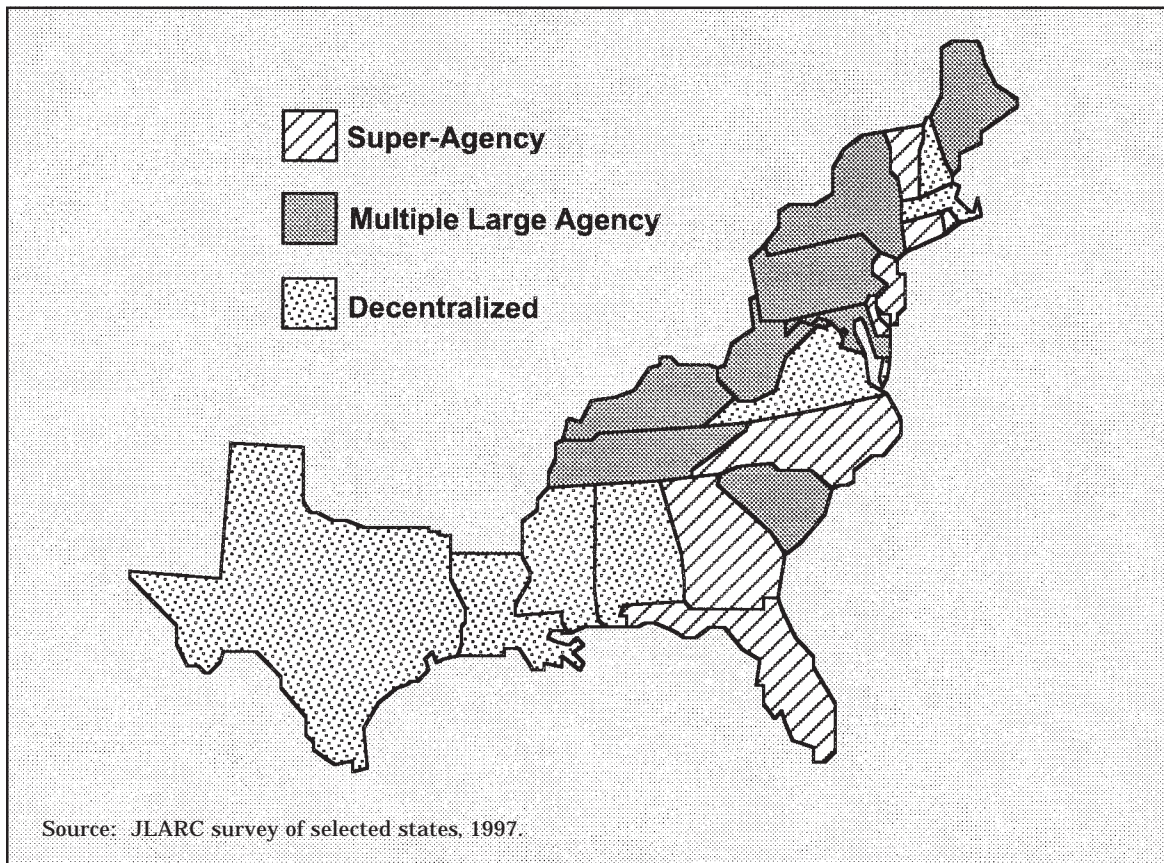 Super-Agency
Multiple Large Agency
Decentralized
Source: JLARC survey of selected states, 1997.